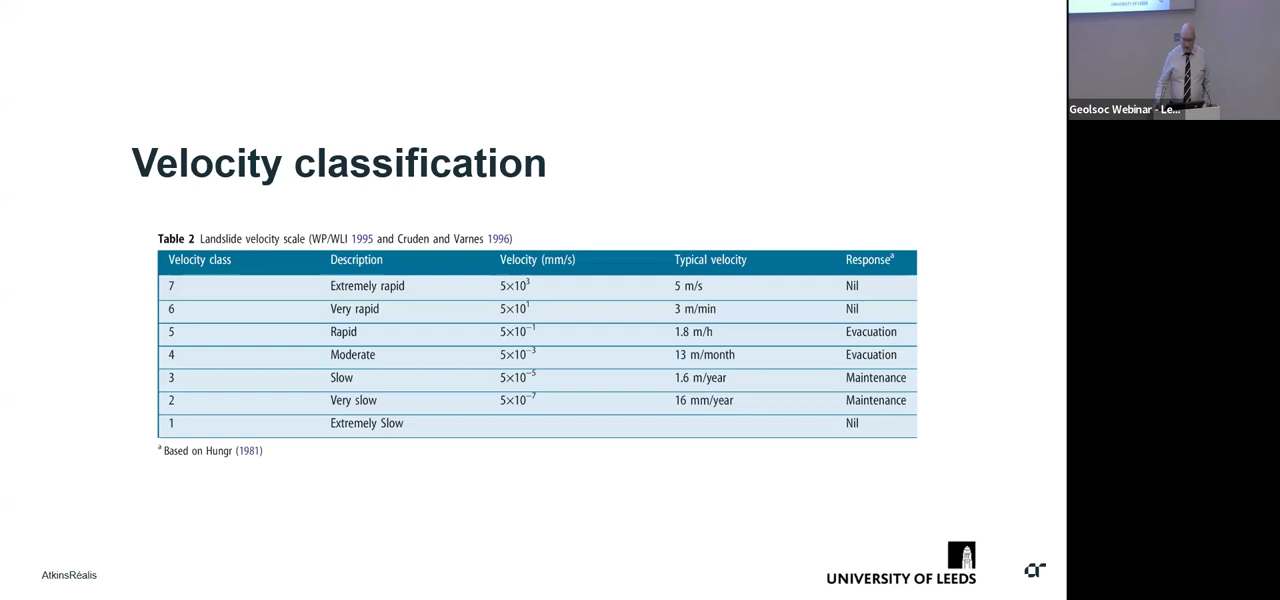 UNIVERSITY OF LEEDS
Geolsoc Webinar - Le...
Velocity classification
Table 2 Landslide velocity scale (WP/WLI 1995 and Cruden and Varnes 1996)
Velocity class Description Velocity (mm/s) Typical velocity Responseᵃ
7 Extremely rapid 5×10³ 5 m/s Nil
6 Very rapid 5×10¹ 3 m/min Nil
5 Rapid 5×10⁻¹ 1.8 m/h Evacuation
4 Moderate 5×10⁻³ 13 m/month Evacuation
3 Slow 5×10⁻⁵ 1.6 m/year Maintenance
2 Very slow 5×10⁻⁷ 16 mm/year Maintenance
1 Extremely Slow Nil
ᵃ Based on Hungr (1981)
AtkinsRéalis
UNIVERSITY OF LEEDS